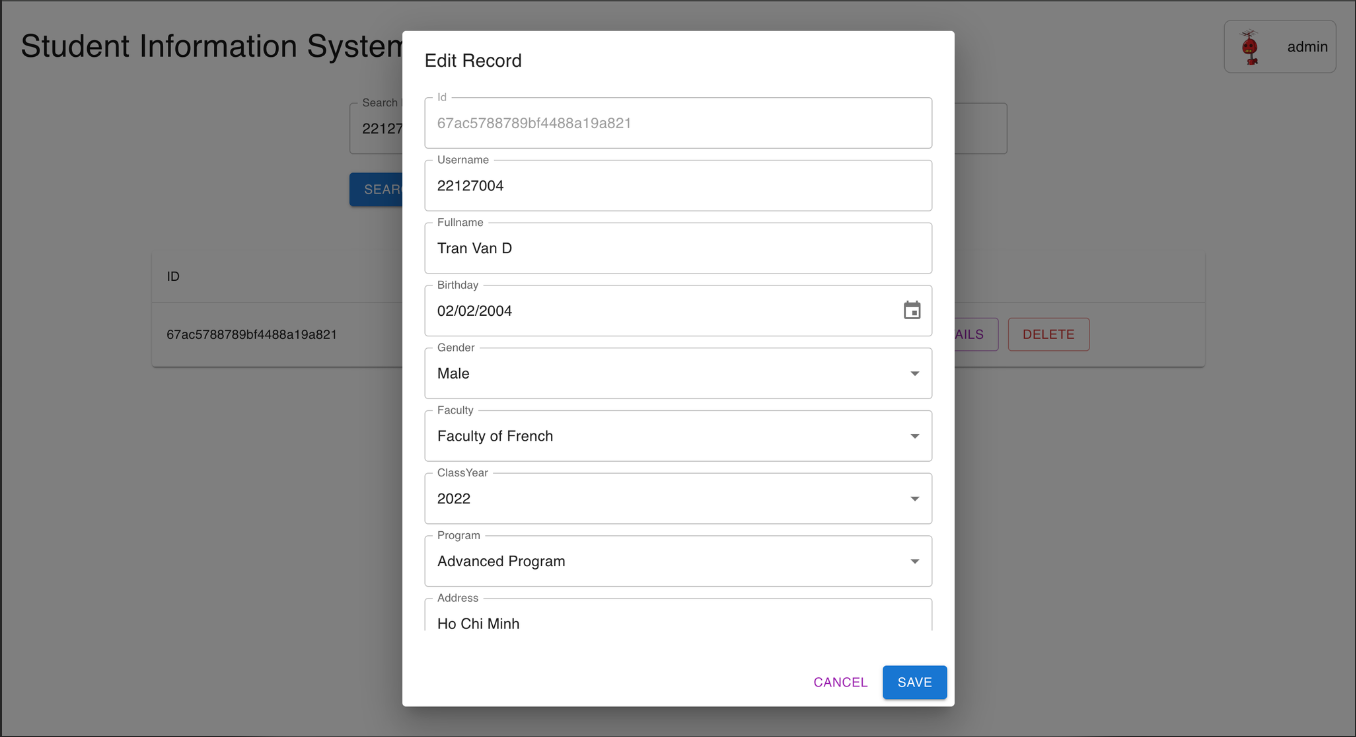 Student Information System
admin
Edit Record
Search
22127
SEAR
Id
67ac5788789bf4488a19a821
Username
22127004
Fullname
Tran Van D
Birthday
02/02/2004
Gender
Male
Faculty
Faculty of French
ClassYear
2022
Program
Advanced Program
Address
Ho Chi Minh
ID
67ac5788789bf4488a19a821
AILS
DELETE
CANCEL
SAVE